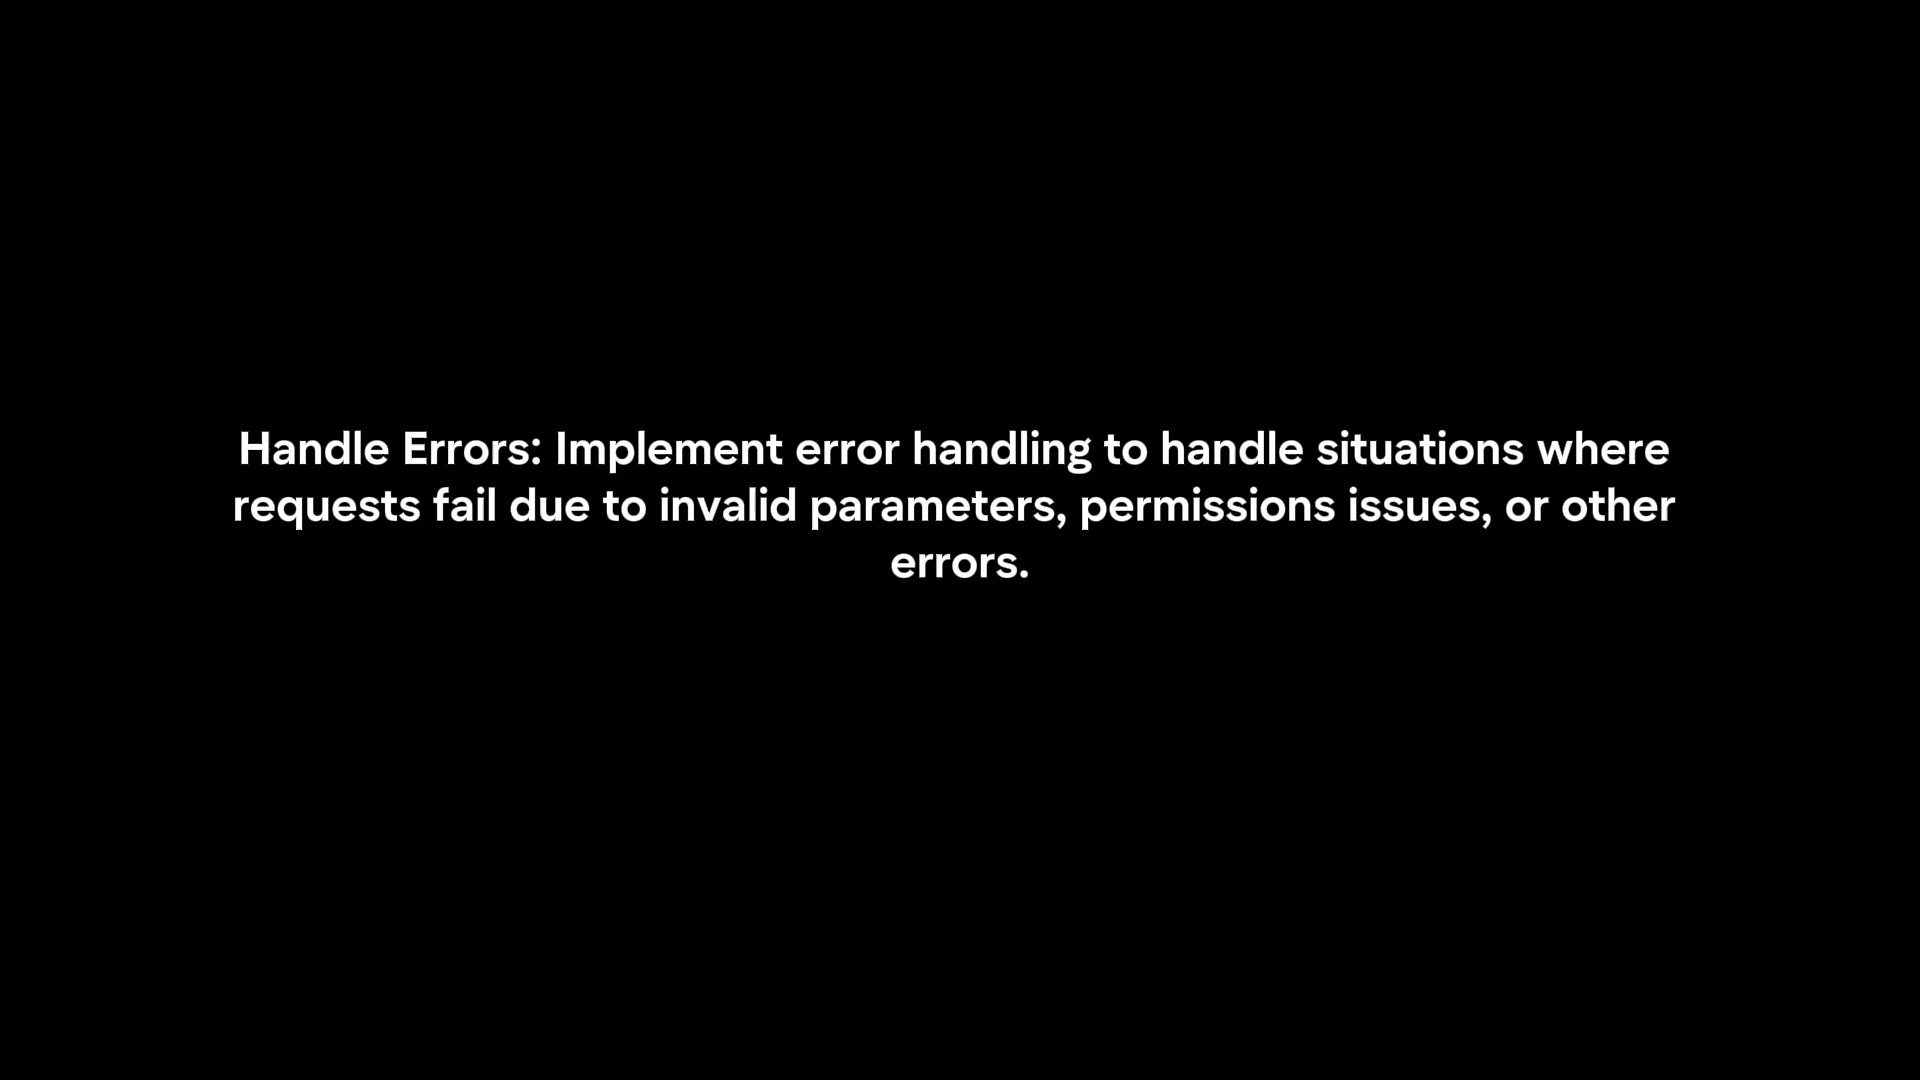 Handle Errors: Implement error handling to handle situations where
requests fail due to invalid parameters, permissions issues, or other
errors.